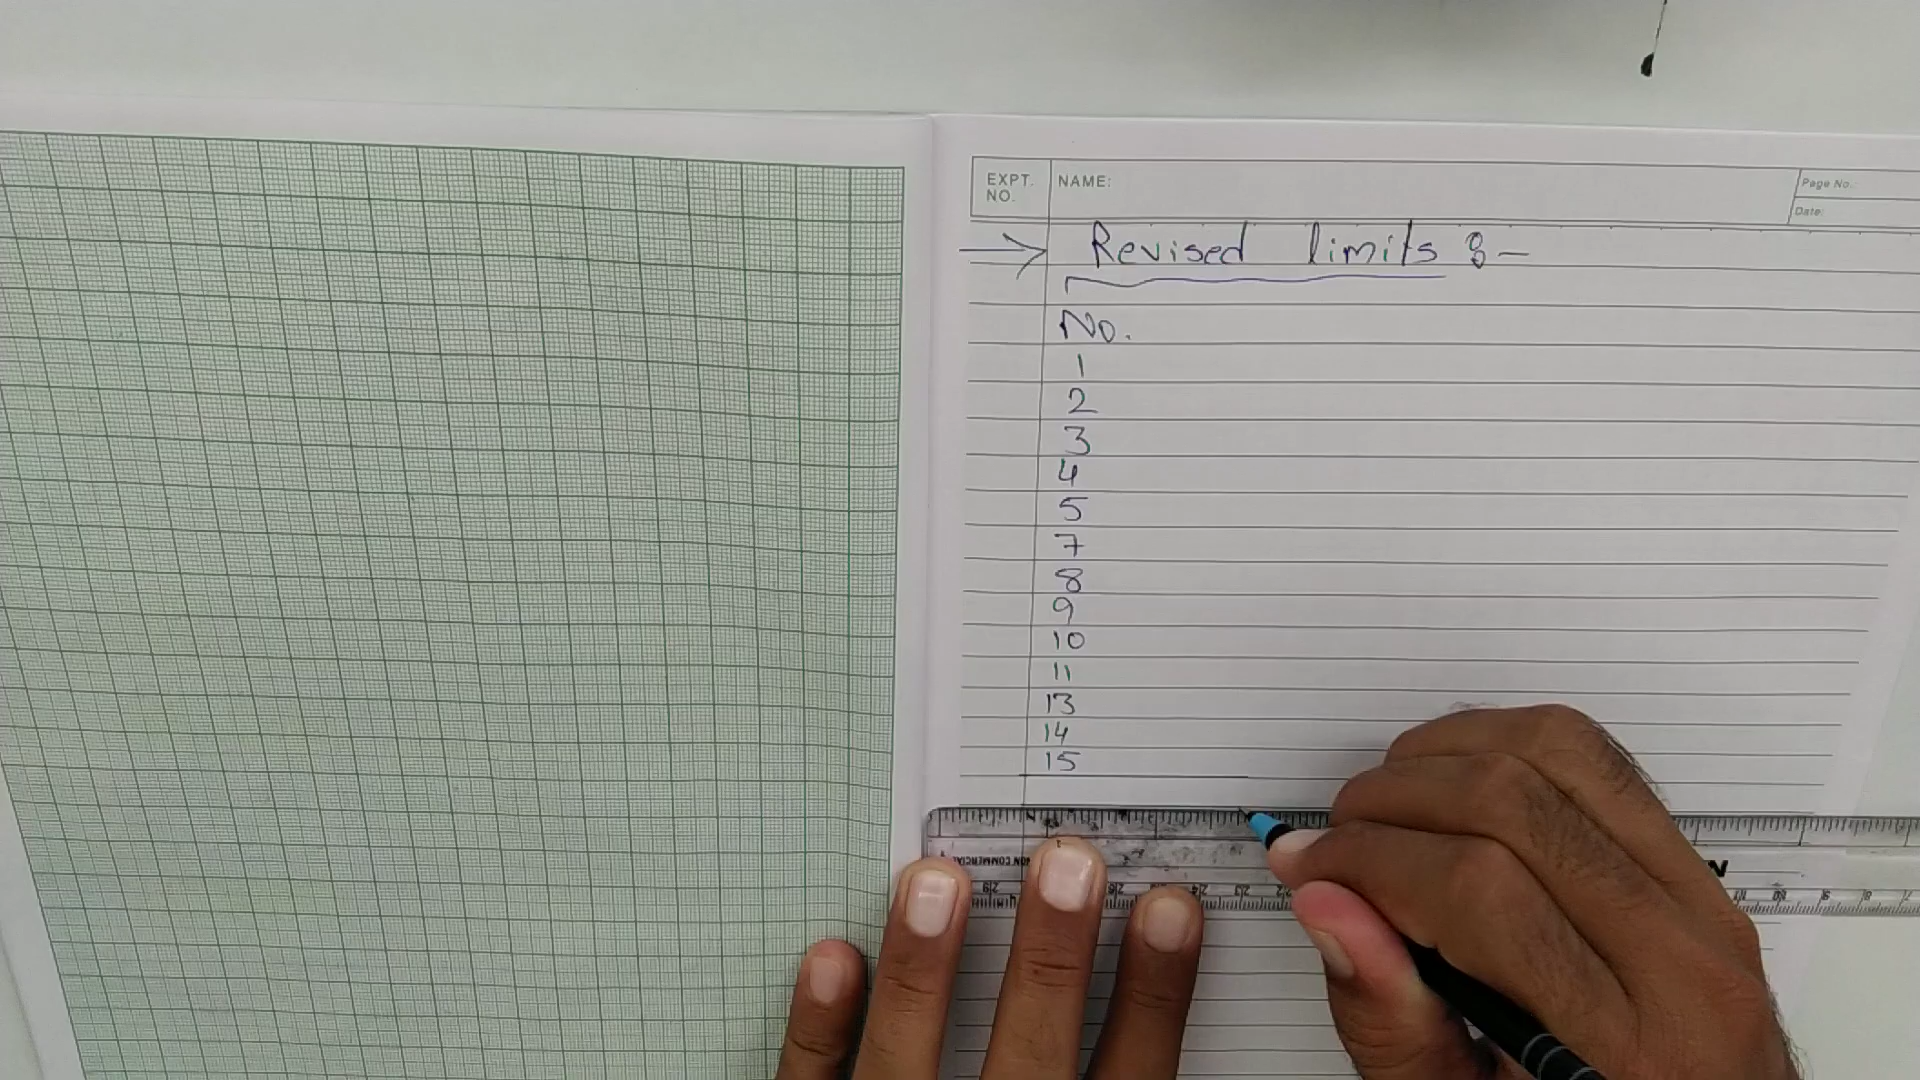 EXPT. NO.
NAME:
Page No.:
Date:
Revised limits :-
No.
1
2
3
4
5
7
8
9
10
11
13
14
15